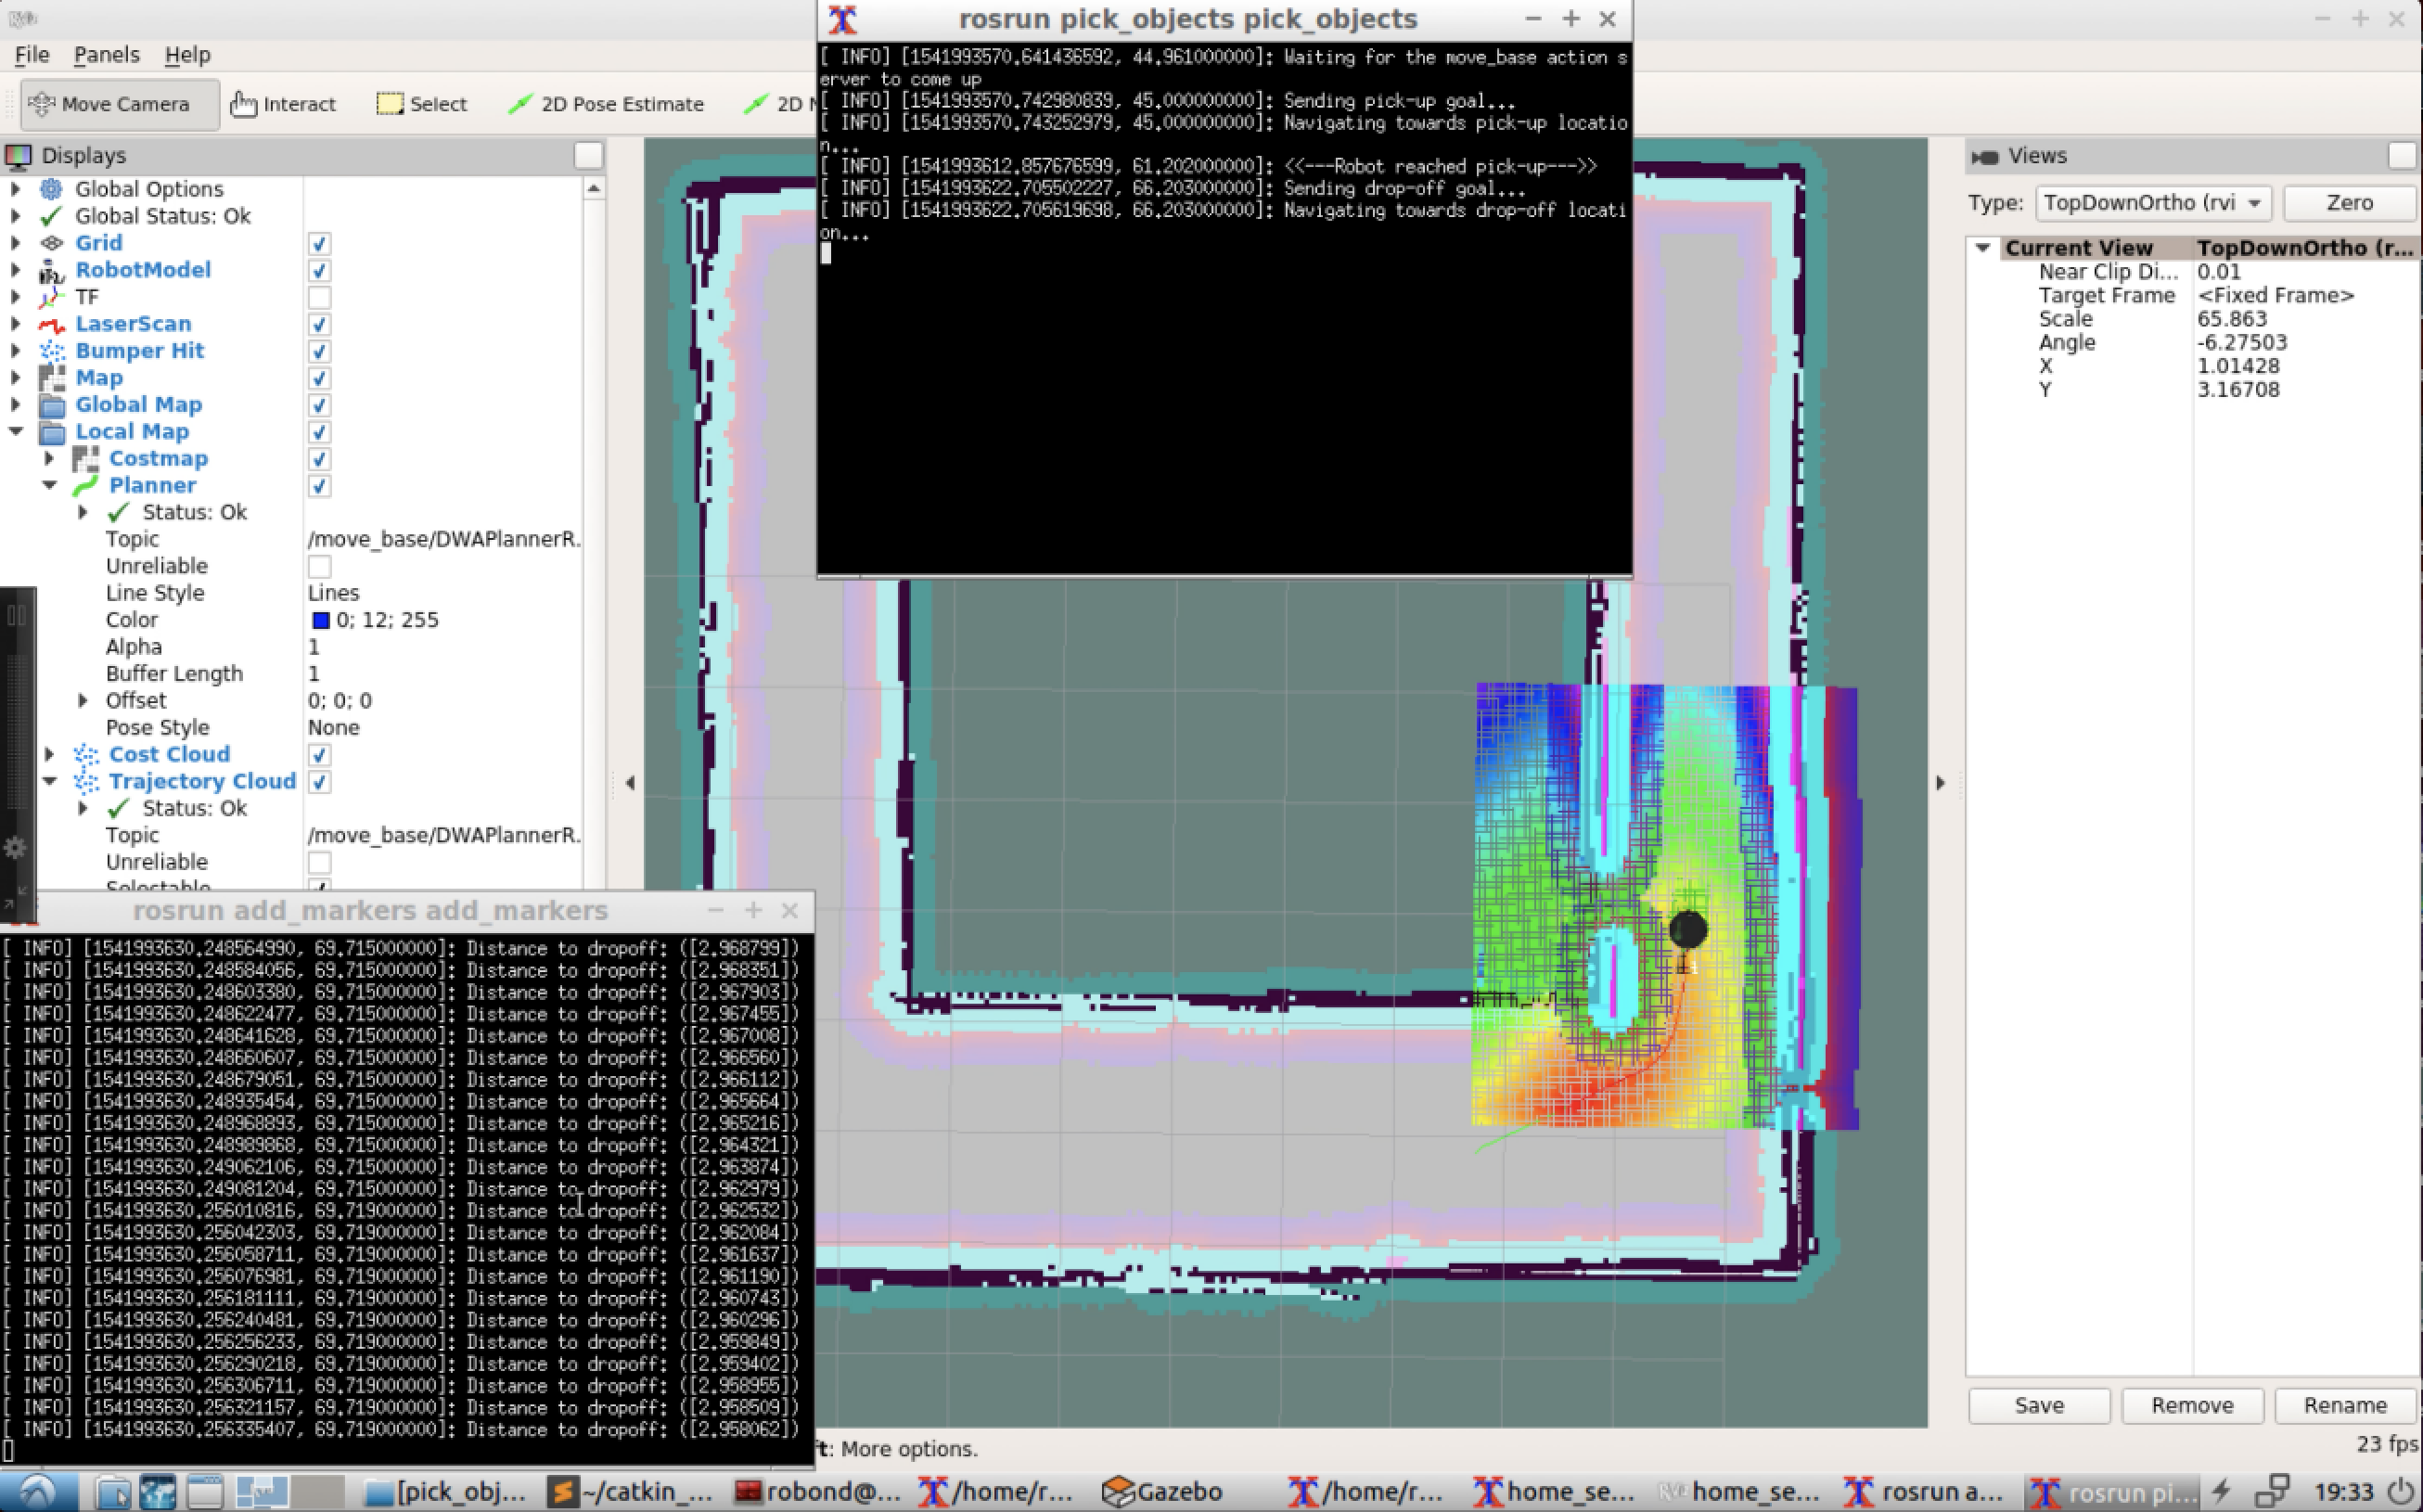 rosrun pick_objects pick_objects
[ INFO] [1541993570.641436592, 44.961000000]: Waiting for the move_base action s
erver to come up
[ INFO] [1541993570.742980839, 45.000000000]: Sending pick-up goal...
[ INFO] [1541993570.743252979, 45.000000000]: Navigating towards pick-up locatio
n...
[ INFO] [1541993612.857676599, 61.202000000]: <<---Robot reached pick-up--->>
[ INFO] [1541993622.705502227, 66.203000000]: Sending drop-off goal...
[ INFO] [1541993622.705619698, 66.203000000]: Navigating towards drop-off locati
on...
File Panels Help
Move Camera Interact Select 2D Pose Estimate 2D N
Displays
Global Options
Global Status: Ok
Grid
RobotModel
TF
LaserScan
Bumper Hit
Map
Global Map
Local Map
Costmap
Planner
Status: Ok
Topic /move_base/DWAPlannerR.
Unreliable
Line Style Lines
Color 0; 12; 255
Alpha 1
Buffer Length 1
Offset 0; 0; 0
Pose Style None
Cost Cloud
Trajectory Cloud
Status: Ok
Topic /move_base/DWAPlannerR.
Unreliable
Selectable
rosrun add_markers add_markers
[ INFO] [1541993630.248564990, 69.715000000]: Distance to dropoff: ([2.968799])
[ INFO] [1541993630.248584056, 69.715000000]: Distance to dropoff: ([2.968351])
[ INFO] [1541993630.248603380, 69.715000000]: Distance to dropoff: ([2.967903])
[ INFO] [1541993630.248622477, 69.715000000]: Distance to dropoff: ([2.967455])
[ INFO] [1541993630.248641628, 69.715000000]: Distance to dropoff: ([2.967008])
[ INFO] [1541993630.248660607, 69.715000000]: Distance to dropoff: ([2.966560])
[ INFO] [1541993630.248679051, 69.715000000]: Distance to dropoff: ([2.966112])
[ INFO] [1541993630.248935454, 69.715000000]: Distance to dropoff: ([2.965664])
[ INFO] [1541993630.248968893, 69.715000000]: Distance to dropoff: ([2.965216])
[ INFO] [1541993630.248989868, 69.715000000]: Distance to dropoff: ([2.964321])
[ INFO] [1541993630.249062106, 69.715000000]: Distance to dropoff: ([2.963874])
[ INFO] [1541993630.249081204, 69.715000000]: Distance to dropoff: ([2.962979])
[ INFO] [1541993630.256010816, 69.719000000]: Distance to dropoff: ([2.962532])
[ INFO] [1541993630.256042303, 69.719000000]: Distance to dropoff: ([2.962084])
[ INFO] [1541993630.256058711, 69.719000000]: Distance to dropoff: ([2.961637])
[ INFO] [1541993630.256076981, 69.719000000]: Distance to dropoff: ([2.961190])
[ INFO] [1541993630.256181111, 69.719000000]: Distance to dropoff: ([2.960743])
[ INFO] [1541993630.256240481, 69.719000000]: Distance to dropoff: ([2.960296])
[ INFO] [1541993630.256256233, 69.719000000]: Distance to dropoff: ([2.959849])
[ INFO] [1541993630.256290218, 69.719000000]: Distance to dropoff: ([2.959402])
[ INFO] [1541993630.256306711, 69.719000000]: Distance to dropoff: ([2.958955])
[ INFO] [1541993630.256321157, 69.719000000]: Distance to dropoff: ([2.958509])
[ INFO] [1541993630.256335407, 69.719000000]: Distance to dropoff: ([2.958062])
Views
Type: TopDownOrtho (rvi Zero
Current View TopDownOrtho (r...
Near Clip Di... 0.01
Target Frame <Fixed Frame>
Scale 65.863
Angle -6.27503
X 1.01428
Y 3.16708
Save Remove Rename
ft: More options.
23 fps
[pick_obj... ~/catkin_... robond@... /home/r... Gazebo /home/r... home_se... home_se... rosrun a... rosrun pi... 19:33